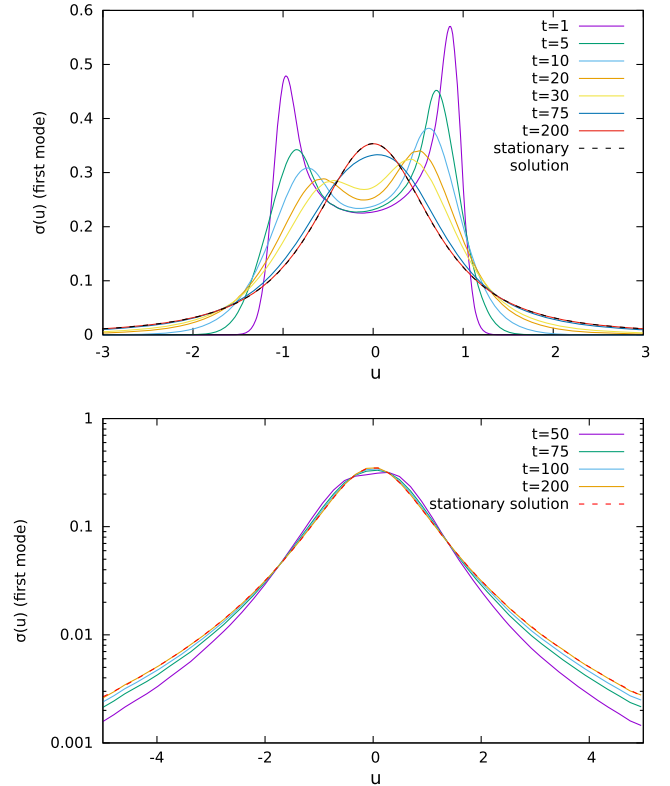 0.6
0.5
0.4
0.3
0.2
0.1
0
σ(u) (first mode)
t=1
t=5
t=10
t=20
t=30
t=75
t=200
stationary
solution
-3 -2 -1 0 1 2 3
u
1
0.1
0.01
0.001
σ(u) (first mode)
t=50
t=75
t=100
t=200
stationary solution
-4 -2 0 2 4
u